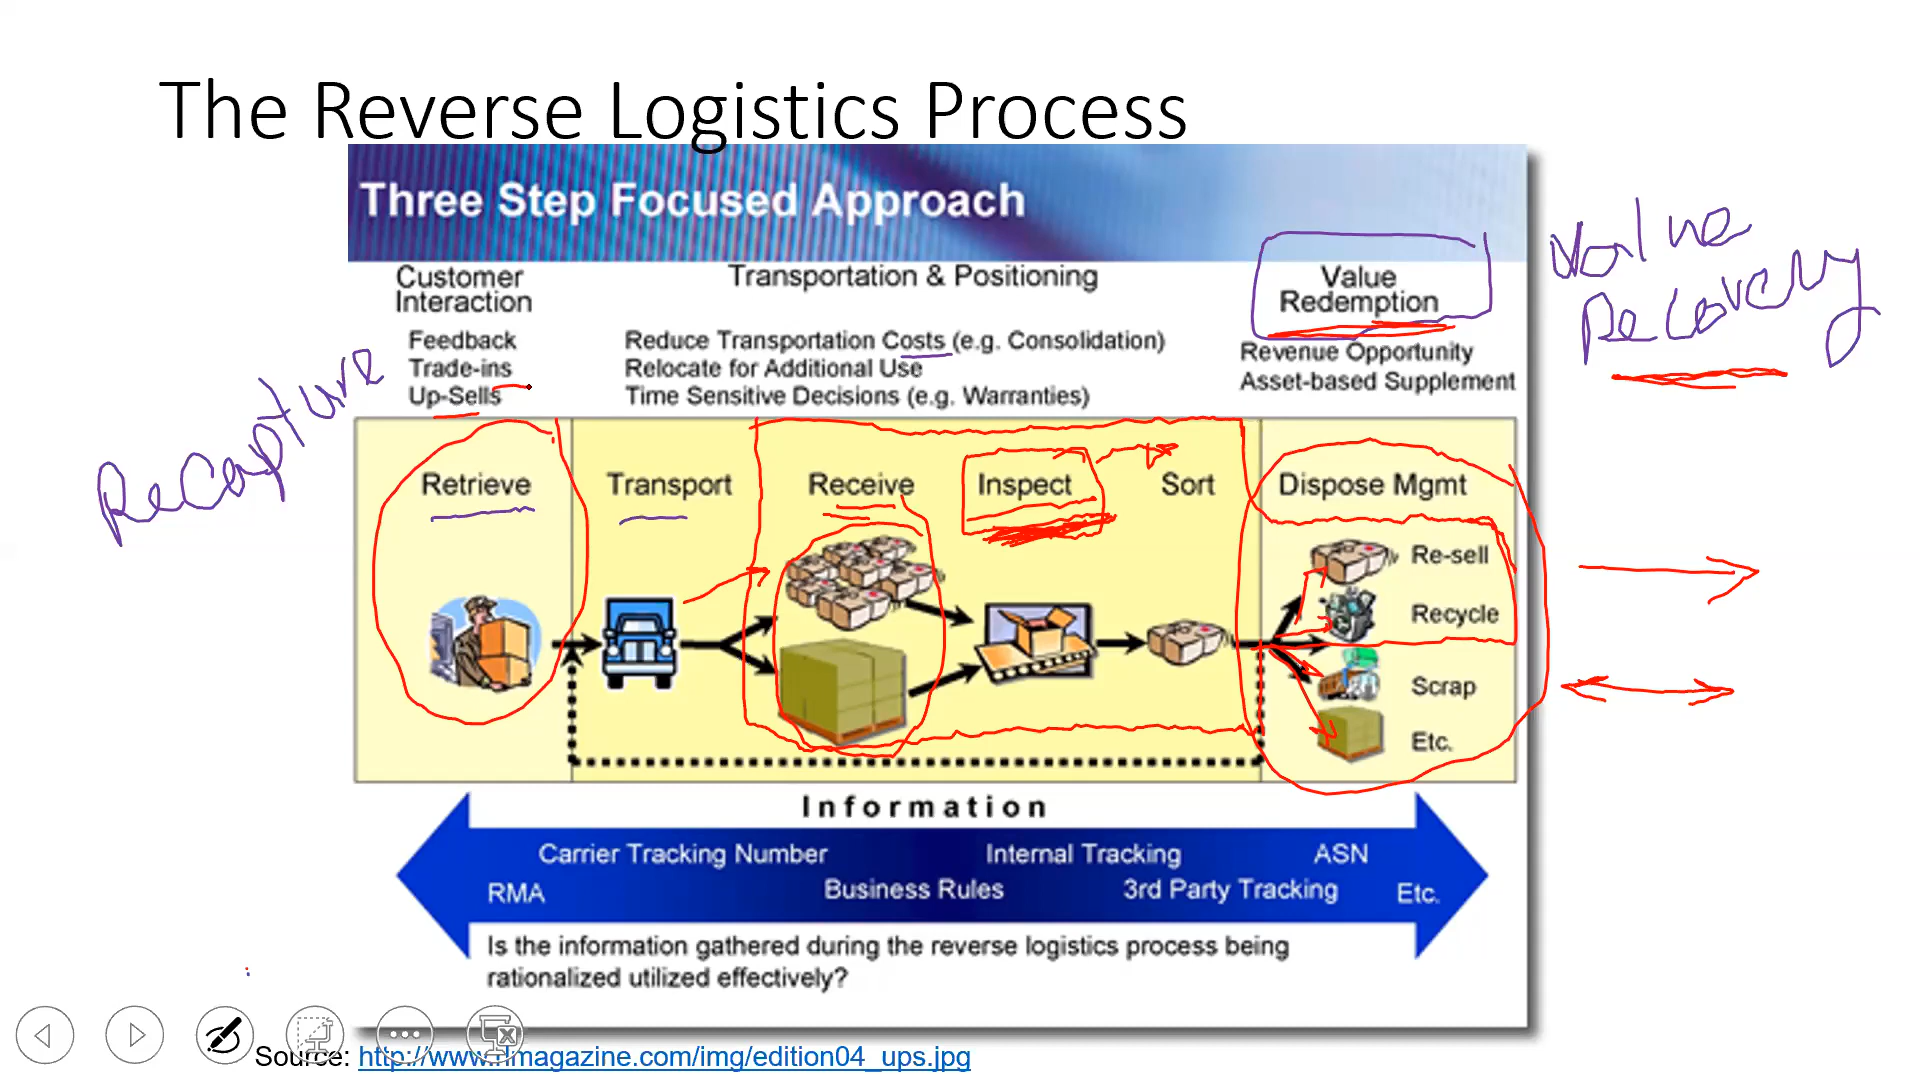 The Reverse Logistics Process
Three Step Focused Approach
Customer
Interaction
Feedback
Trade-ins
Up-Sells
Transportation & Positioning
Reduce Transportation Costs (e.g. Consolidation)
Relocate for Additional Use
Time Sensitive Decisions (e.g. Warranties)
Value
Redemption
Revenue Opportunity
Asset-based Supplement
Value
Recovery
Recapture
Retrieve
Transport
Receive
Inspect
Sort
Dispose Mgmt
Re-sell
Recycle
Scrap
Etc.
Information
Carrier Tracking Number
Internal Tracking
ASN
RMA
Business Rules
3rd Party Tracking
Etc.
Is the information gathered during the reverse logistics process being
rationalized utilized effectively?
Source: http://www.rlmagazine.com/img/edition04_ups.jpg